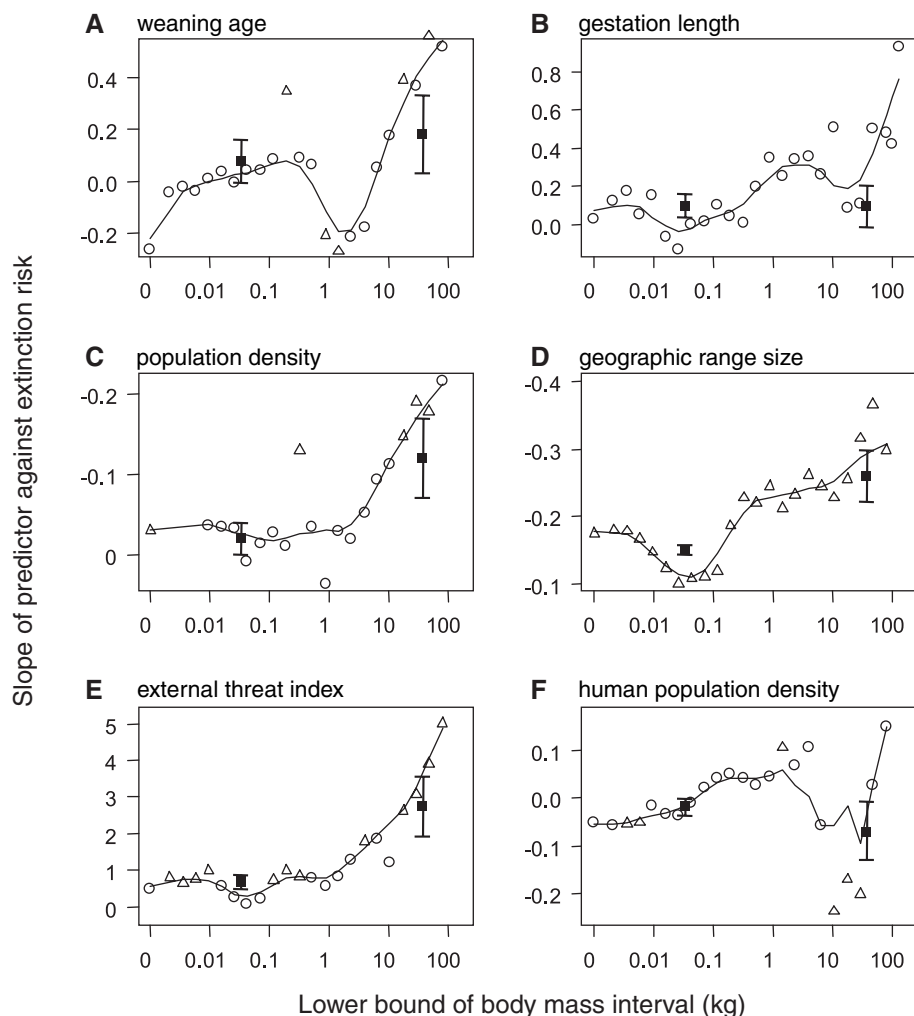 A weaning age
B gestation length
0.4
0.2
0.0
-0.2
0 0.01 0.1 1 10 100
0.8
0.6
0.4
0.2
0.0
0 0.01 0.1 1 10 100
C population density
D geographic range size
-0.2
-0.1
0
0 0.01 0.1 1 10 100
-0.4
-0.3
-0.2
-0.1
0 0.01 0.1 1 10 100
E external threat index
F human population density
5
4
3
2
1
0
0 0.01 0.1 1 10 100
0.1
0.0
-0.1
-0.2
0 0.01 0.1 1 10 100
Slope of predictor against extinction risk
Lower bound of body mass interval (kg)